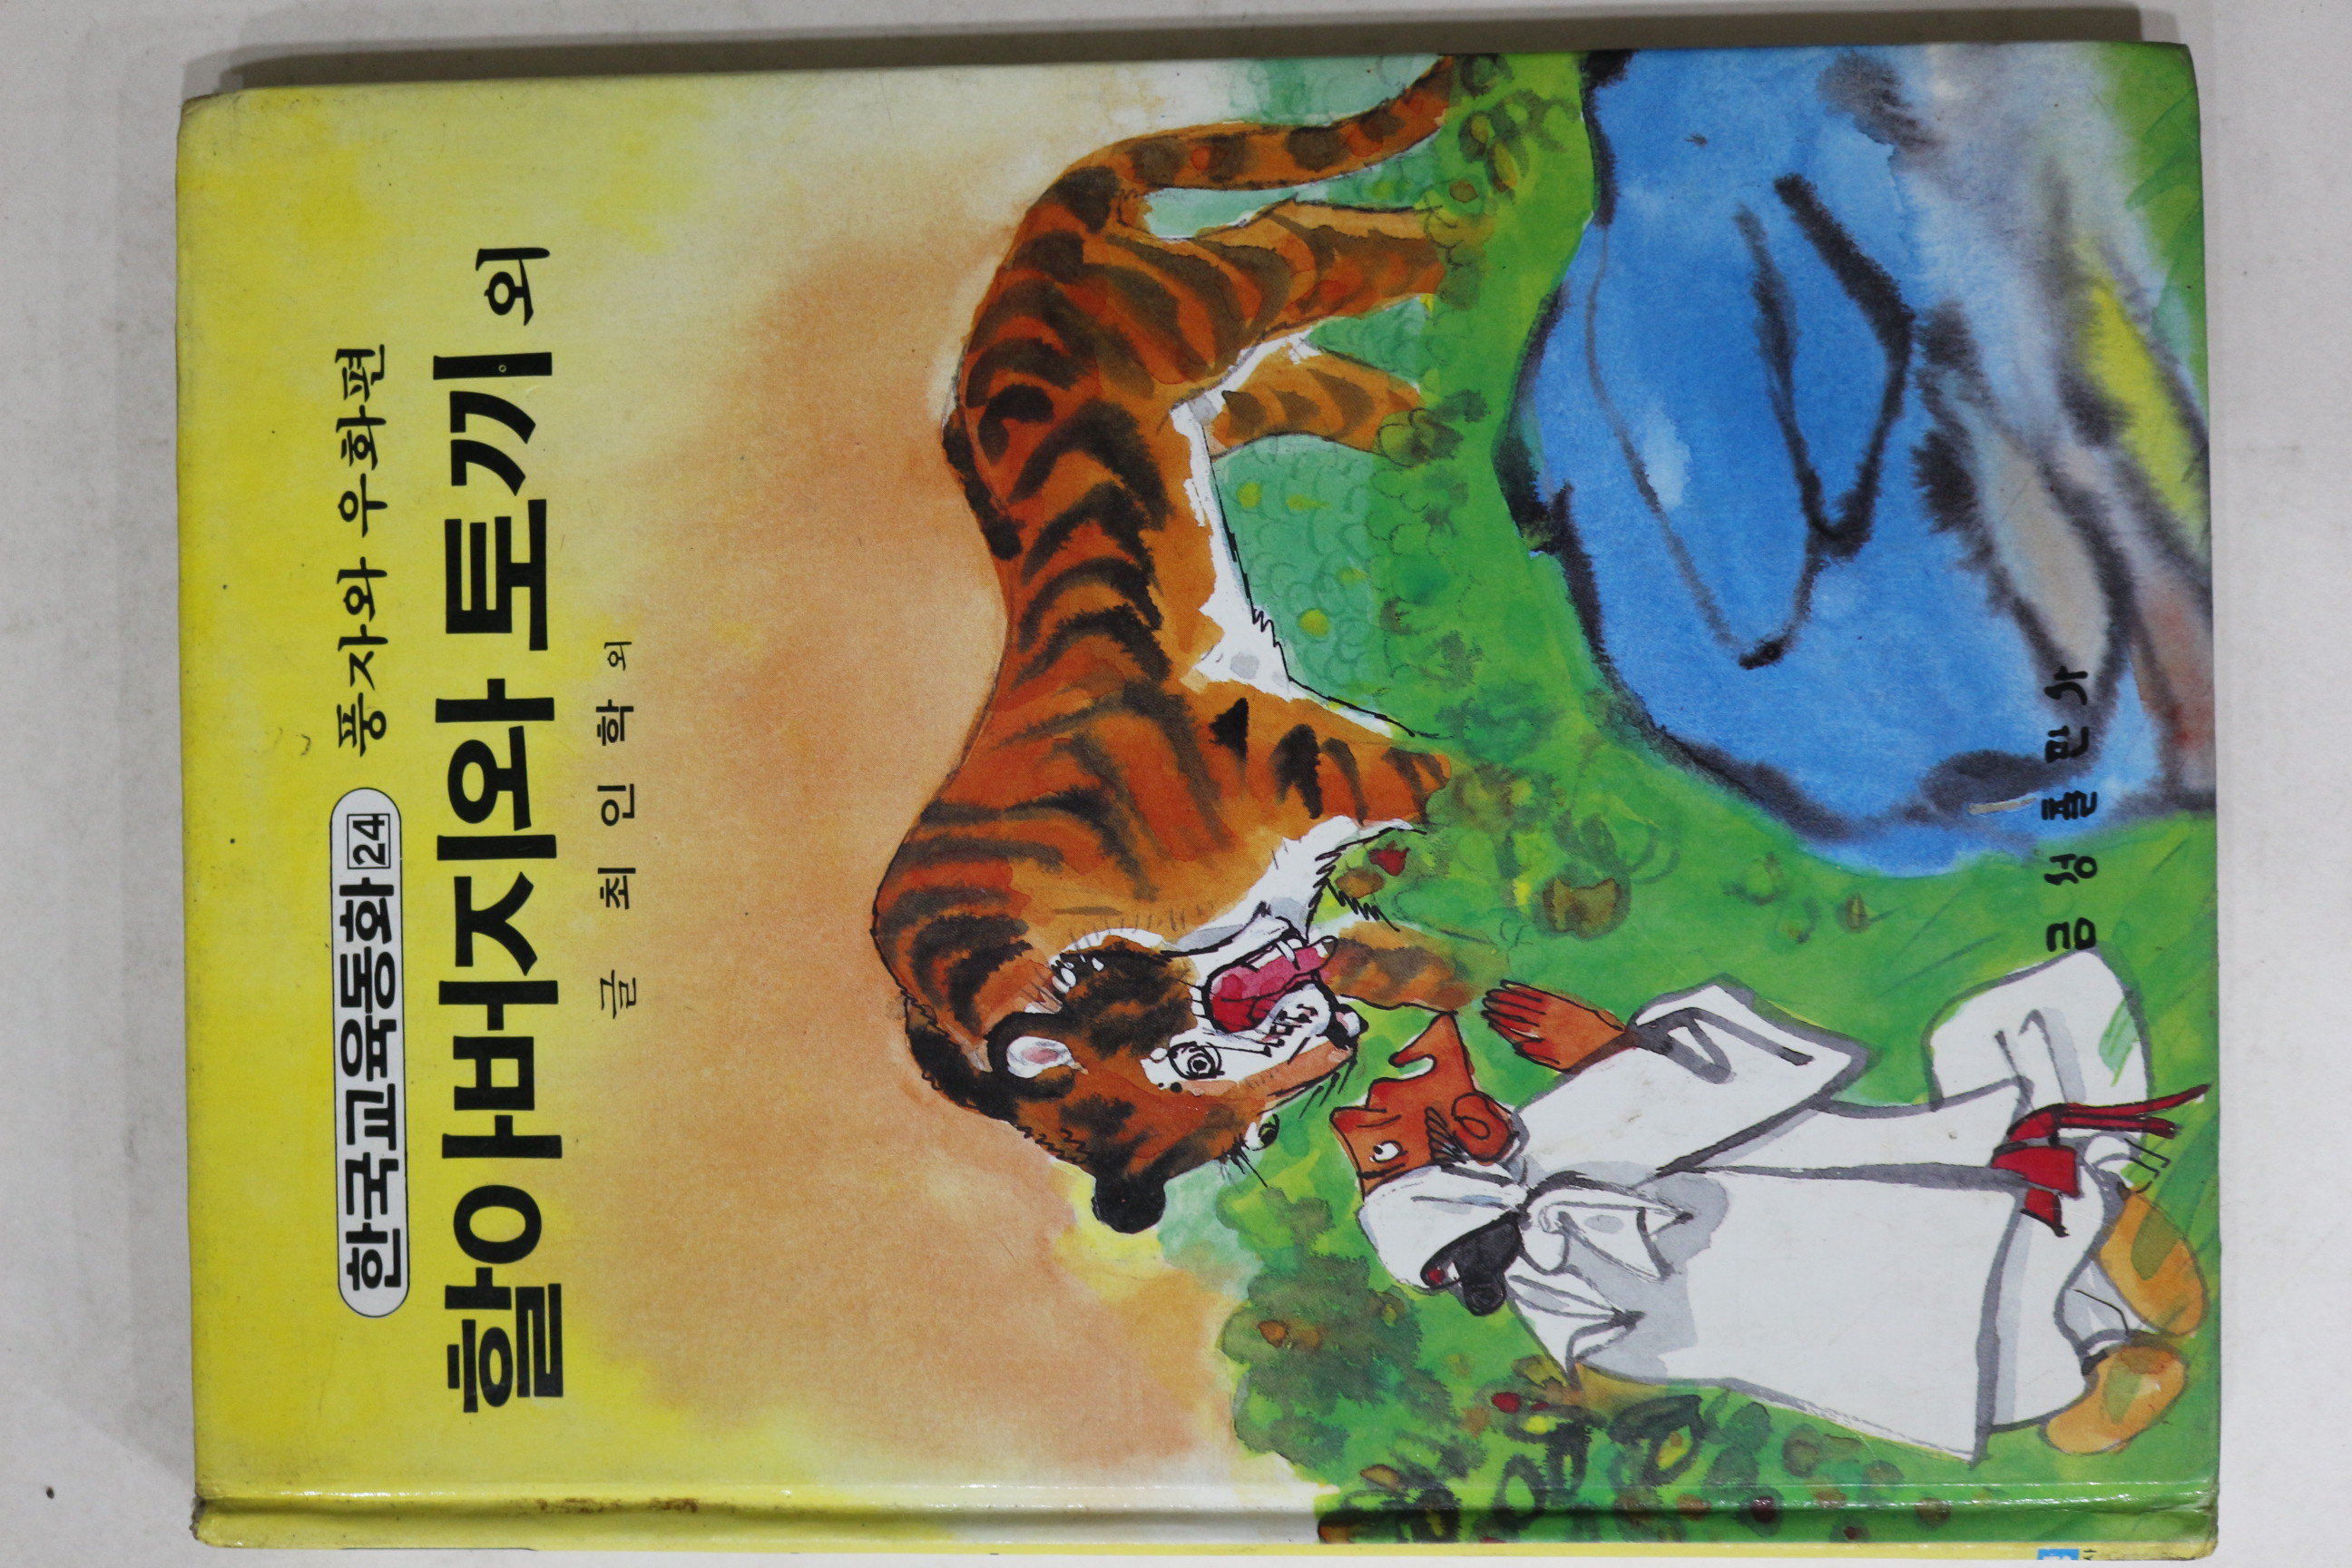 한국교육동화 24 풍자와 우화편
할아버지와 토끼 외
글 최인학 외
금성출판사